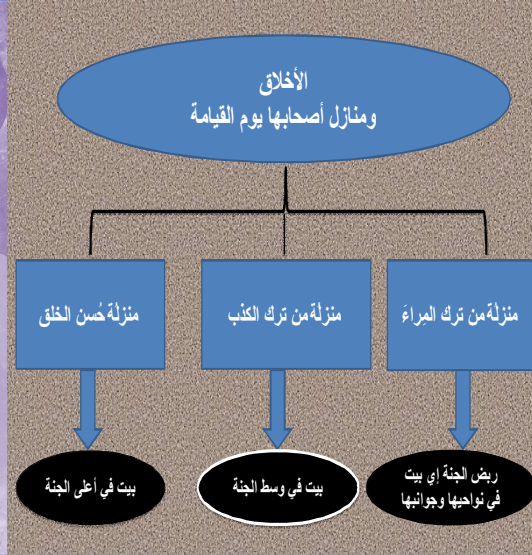 الأخلاق
ومنازل أصحابها يوم القيامة
منزلة من ترك المِراءَ
منزلة من ترك الكذب
منزلة حُسن الخلق
ربض الجنة إي بيت
في نواحيها وجوانبها
بيت في وسط الجنة
بيت في أعلى الجنة